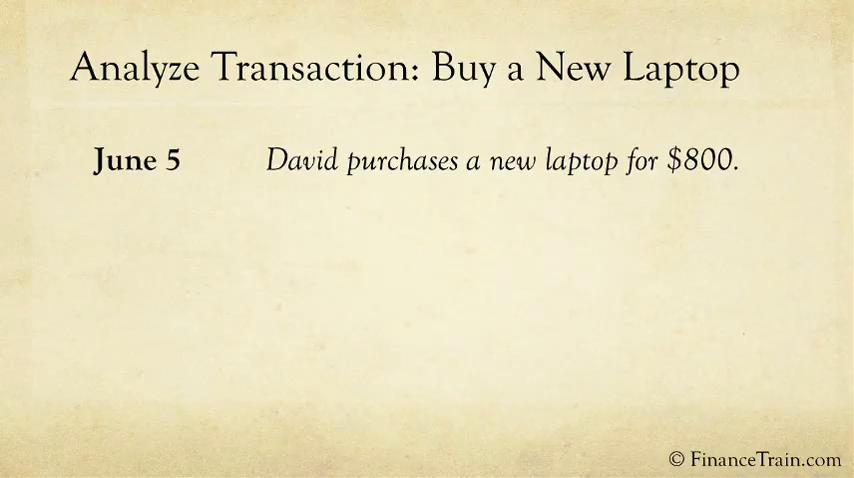 Analyze Transaction: Buy a New Laptop
June 5 David purchases a new laptop for $800.
© FinanceTrain.com